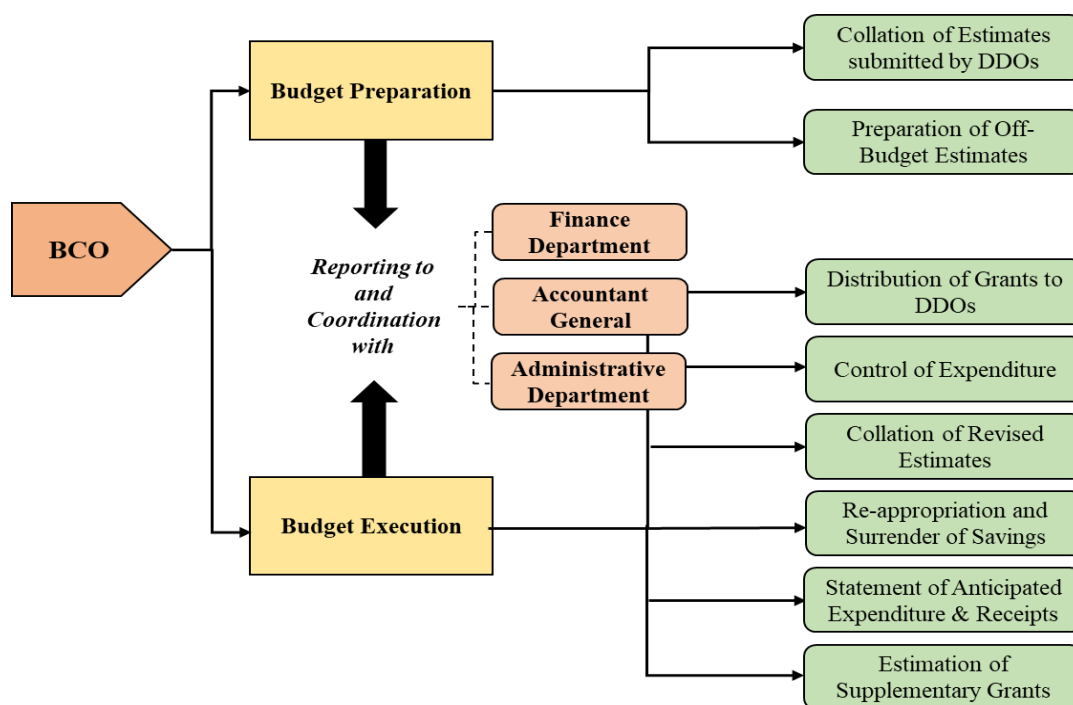 BCO
Budget Preparation
Collation of Estimates
submitted by DDOs
Preparation of Off-
Budget Estimates
Reporting to
and
Coordination
with
Finance
Department
Accountant
General
Administrative
Department
Budget Execution
Distribution of Grants to
DDOs
Control of Expenditure
Collation of Revised
Estimates
Re-appropriation and
Surrender of Savings
Statement of Anticipated
Expenditure & Receipts
Estimation of
Supplementary Grants